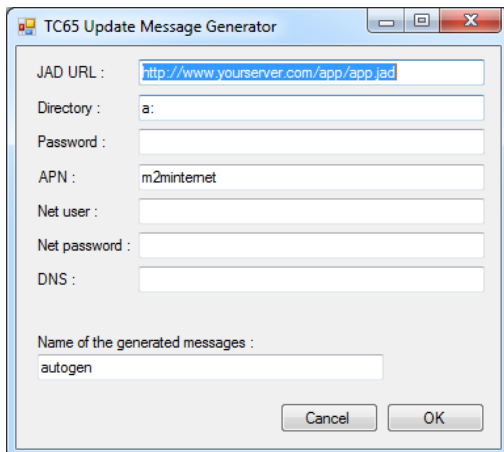 TC65 Update Message Generator
JAD URL : http://www.yourserver.com/app/app.jad
Directory : a:
Password :
APN : m2minternet
Net user :
Net password :
DNS :
Name of the generated messages :
autogen
Cancel OK